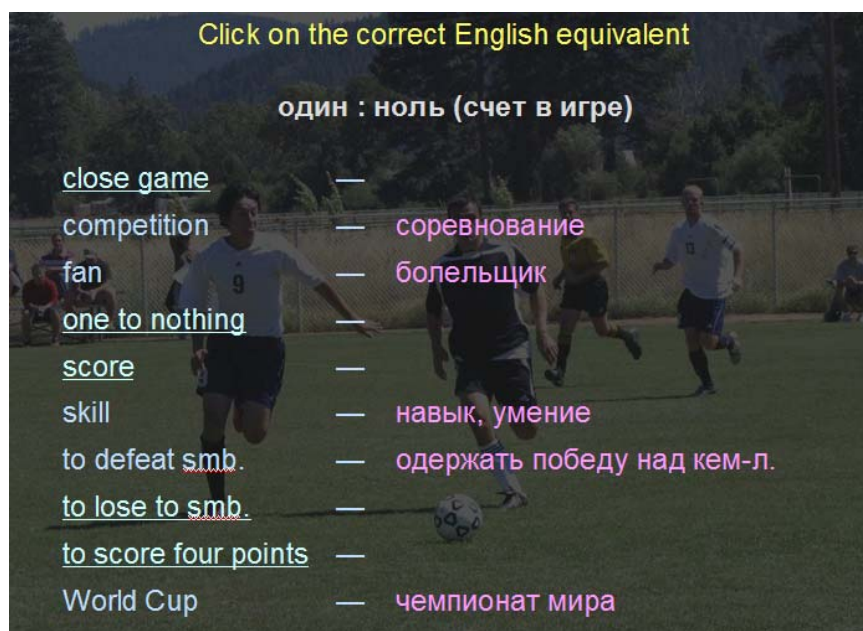 Click on the correct English equivalent
один : ноль (счет в игре)
close game —
competition — соревнование
fan — болельщик
one to nothing —
score —
skill — навык, умение
to defeat smb. — одержать победу над кем-л.
to lose to smb. —
to score four points —
World Cup — чемпионат мира
9